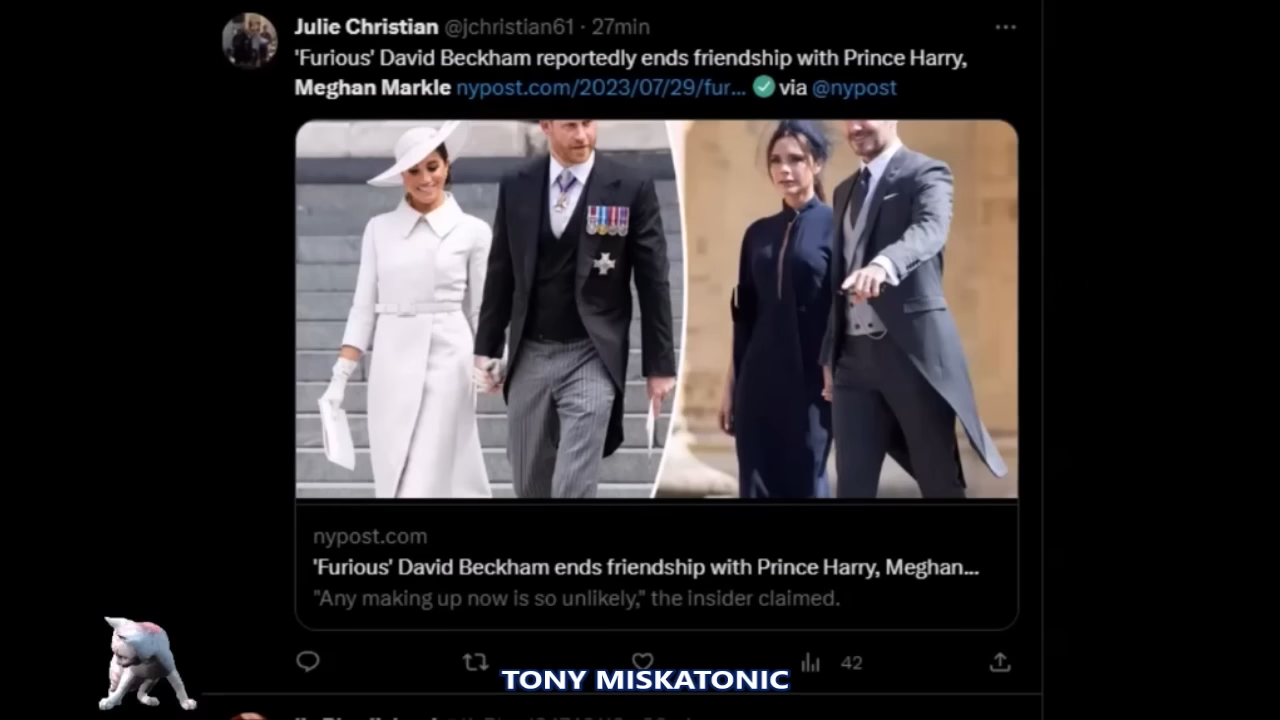 Julie Christian @jchristian61 · 27min
'Furious' David Beckham reportedly ends friendship with Prince Harry,
Meghan Markle nypost.com/2023/07/29/fur... via @nypost
nypost.com
'Furious' David Beckham ends friendship with Prince Harry, Meghan...
"Any making up now is so unlikely," the insider claimed.
42
TONY MISKATONIC